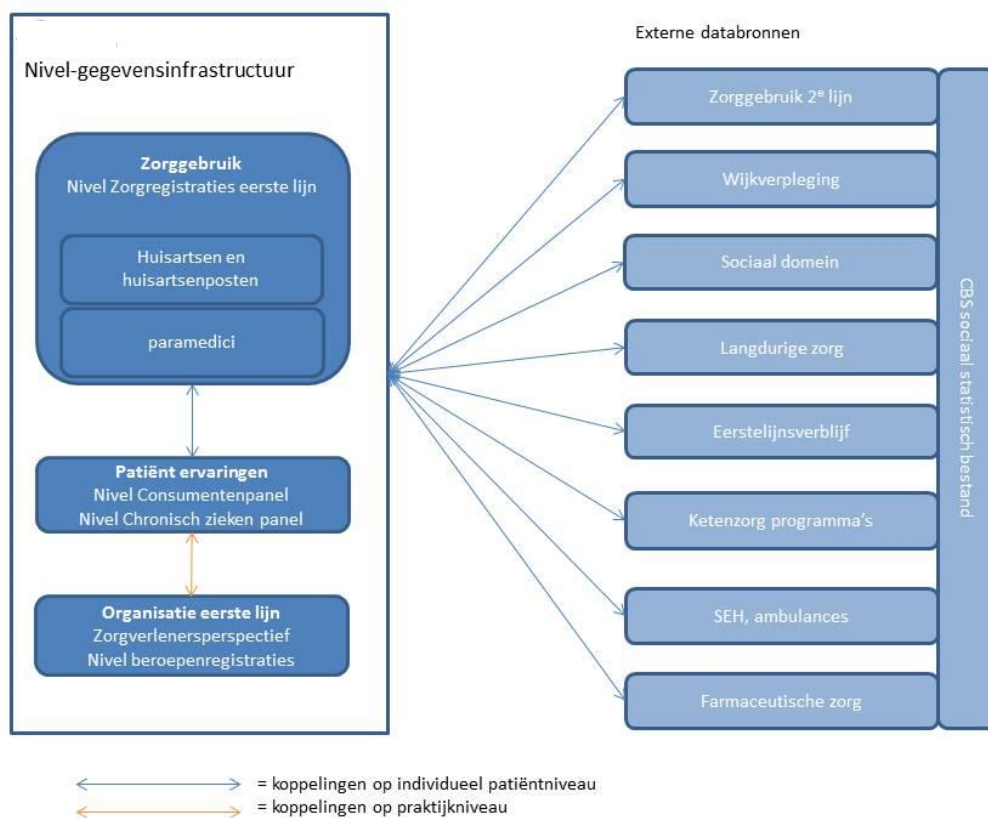 Nivel-gegevensinfrastructuur
Zorggebruik
Nivel Zorgregistraties eerste lijn
Huisartsen en
huisartsenposten
paramedici
Patiënt ervaringen
Nivel Consumentenpanel
Nivel Chronisch zieken panel
Organisatie eerste lijn
Zorgverlenersperspectief
Nivel beroepenregistraties
Externe databronnen
Zorggebruik 2e lijn
Wijkverpleging
Sociaal domein
Langdurige zorg
Eerstelijnsverblijf
Ketenzorg programma's
SEH, ambulances
Farmaceutische zorg
CBS sociaal statistisch bestand
= koppelingen op individueel patiëntniveau
= koppelingen op praktijkniveau